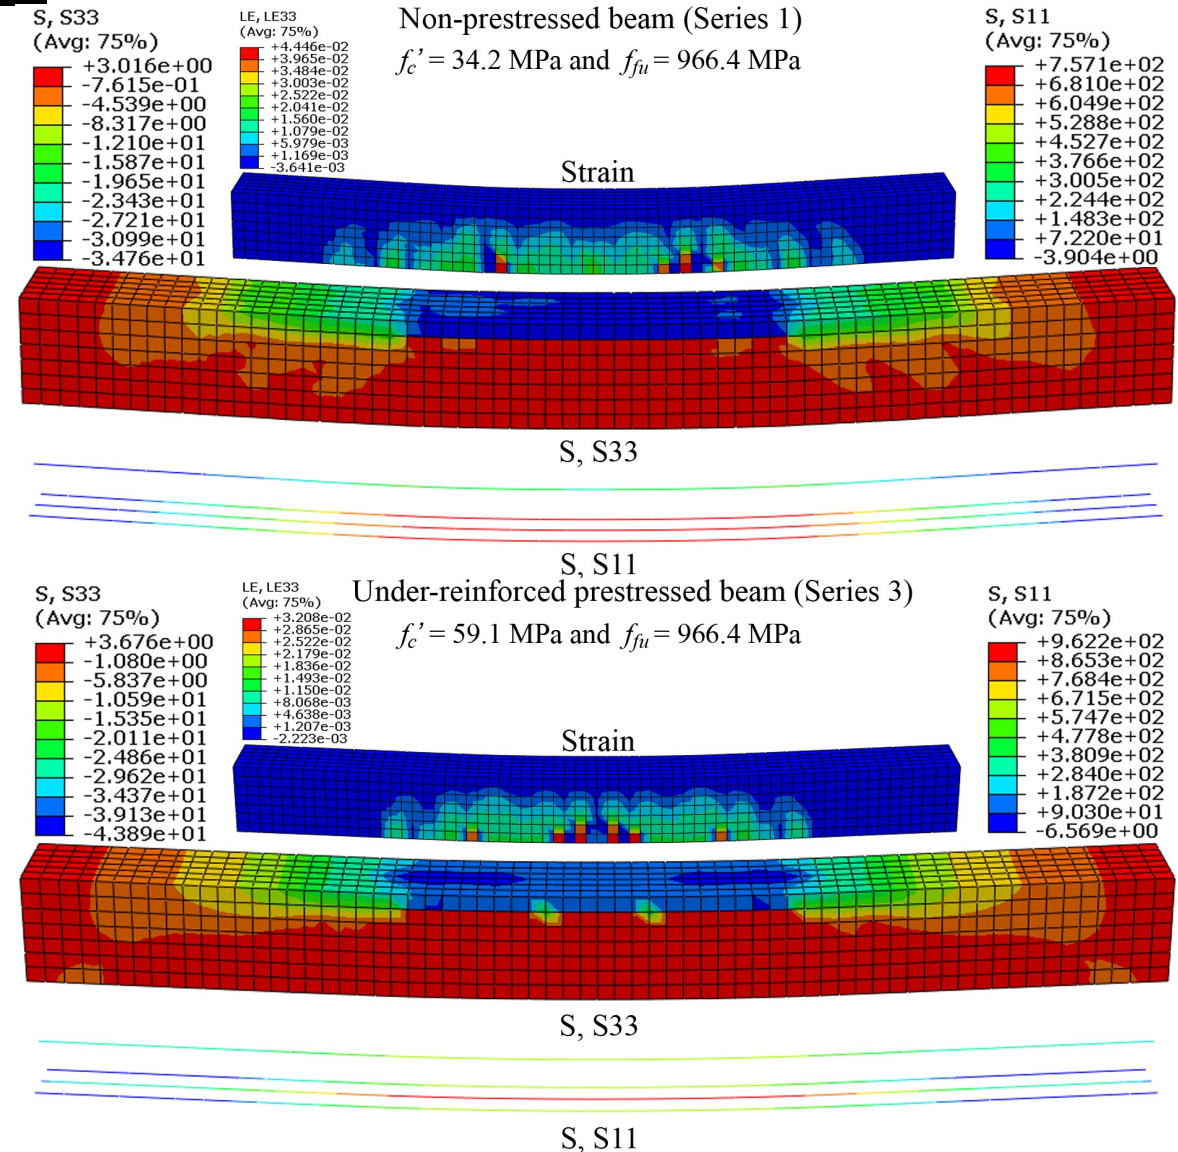 Non-prestressed beam (Series 1)
fc’ = 34.2 MPa and ffu = 966.4 MPa
S, S33
(Avg: 75%)
+3.016e+00
-7.615e-01
-4.539e+00
-8.317e+00
-1.210e+01
-1.587e+01
-1.965e+01
-2.343e+01
-2.721e+01
-3.099e+01
-3.476e+01
LE, LE33
(Avg: 75%)
+4.446e-02
+3.965e-02
+3.484e-02
+3.003e-02
+2.522e-02
+2.041e-02
+1.560e-02
+1.079e-02
+5.979e-03
+1.169e-03
-3.641e-03
S, S11
(Avg: 75%)
+7.571e+02
+6.810e+02
+6.049e+02
+5.288e+02
+4.527e+02
+3.766e+02
+3.005e+02
+2.244e+02
+1.483e+02
+7.220e+01
-3.904e+00
Strain
S, S33
S, S11
Under-reinforced prestressed beam (Series 3)
fc’ = 59.1 MPa and ffu = 966.4 MPa
S, S33
(Avg: 75%)
+3.676e+00
-1.080e+00
-5.837e+00
-1.059e+01
-1.535e+01
-2.011e+01
-2.486e+01
-2.962e+01
-3.437e+01
-3.913e+01
-4.389e+01
LE, LE33
(Avg: 75%)
+3.208e-02
+2.865e-02
+2.522e-02
+2.179e-02
+1.836e-02
+1.493e-02
+1.150e-02
+8.068e-03
+4.638e-03
+1.207e-03
-2.223e-03
S, S11
(Avg: 75%)
+9.622e+02
+8.653e+02
+7.684e+02
+6.715e+02
+5.747e+02
+4.778e+02
+3.809e+02
+2.840e+02
+1.872e+02
+9.030e+01
-6.569e+00
Strain
S, S33
S, S11